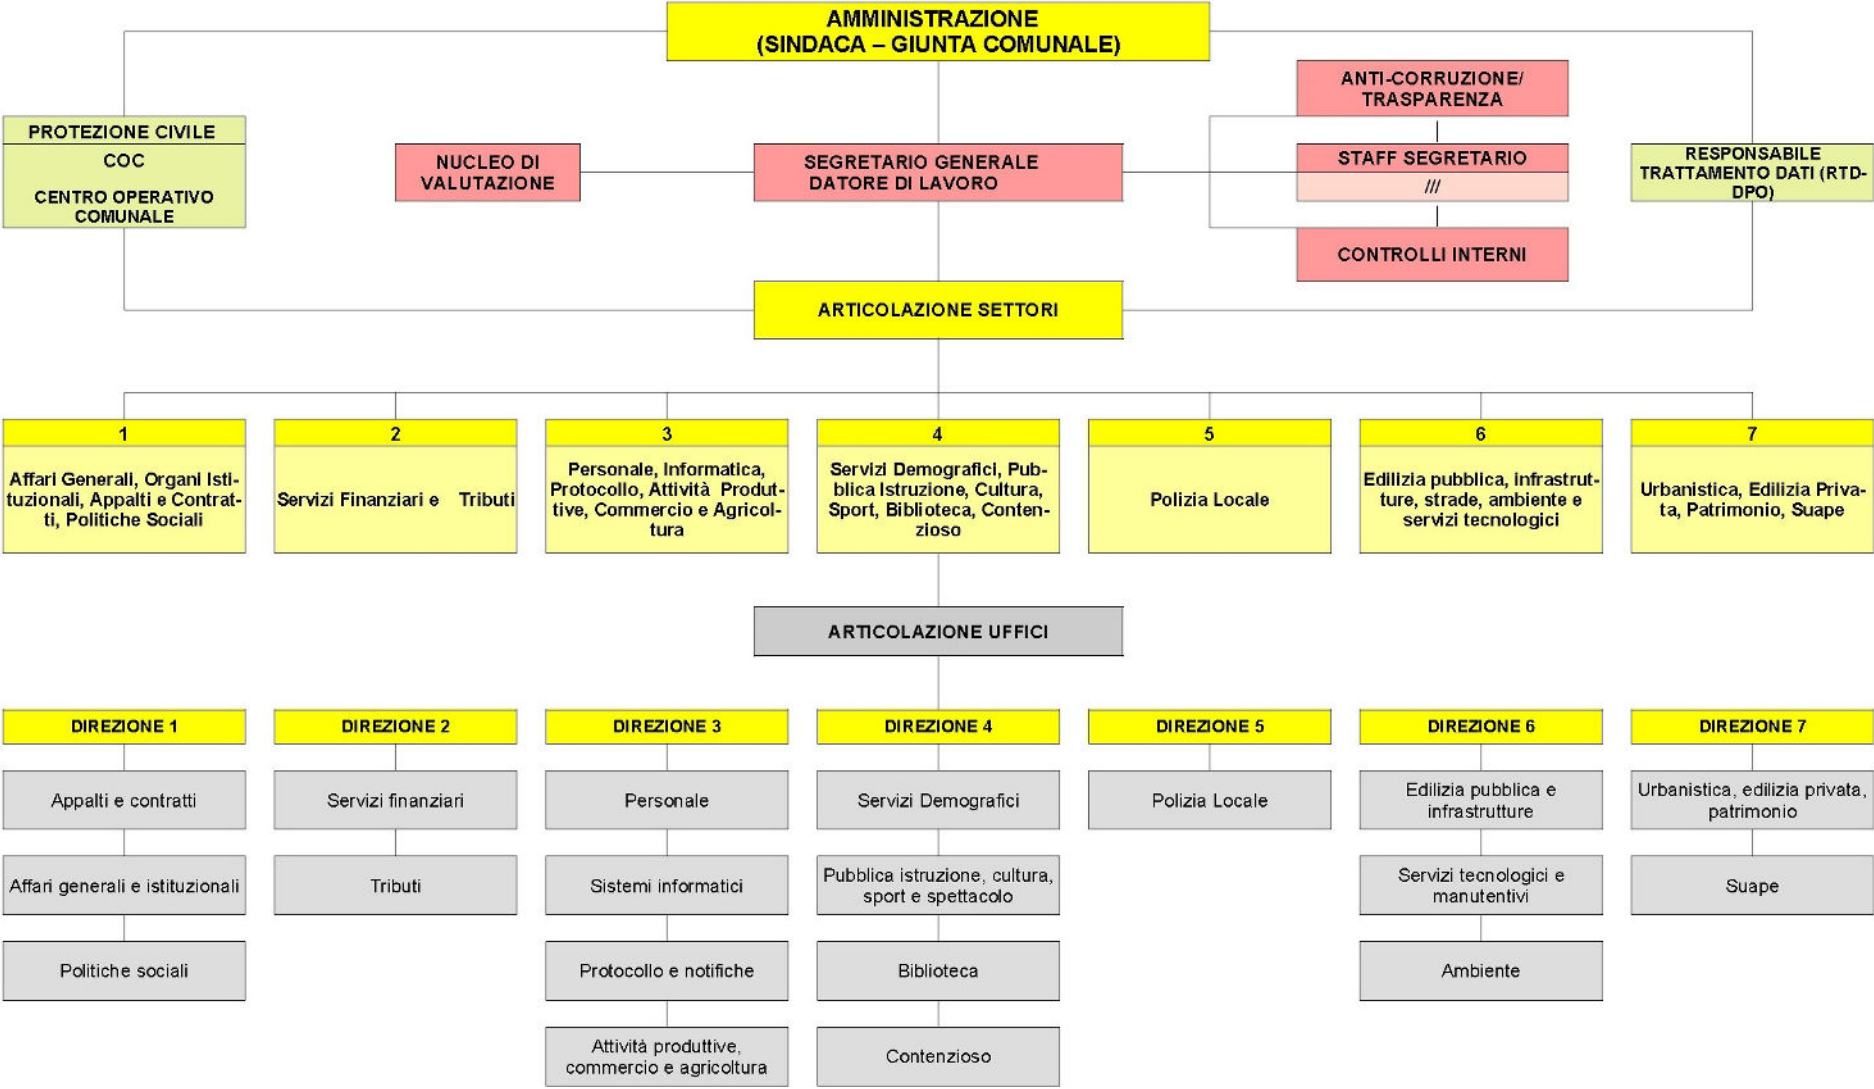 AMMINISTRAZIONE
(SINDACA – GIUNTA COMUNALE)
ANTI-CORRUZIONE/
TRASPARENZA
PROTEZIONE CIVILE
COC
CENTRO OPERATIVO
COMUNALE
NUCLEO DI
VALUTAZIONE
SEGRETARIO GENERALE
DATORE DI LAVORO
STAFF SEGRETARIO
///
CONTROLLI INTERNI
RESPONSABILE
TRATTAMENTO DATI (RTD-
DPO)
ARTICOLAZIONE SETTORI
1
Affari Generali, Organi Isti-
tuzionali, Appalti e Contrat-
ti, Politiche Sociali
2
Servizi Finanziari e Tributi
3
Personale, Informatica,
Protocollo, Attività Produt-
tive, Commercio e Agricol-
tura
4
Servizi Demografici, Pub-
blica Istruzione, Cultura,
Sport, Biblioteca, Conten-
zioso
5
Polizia Locale
6
Edilizia pubblica, infrastrut-
ture, strade, ambiente e
servizi tecnologici
7
Urbanistica, Edilizia Priva-
ta, Patrimonio, Suape
ARTICOLAZIONE UFFICI
DIREZIONE 1
Appalti e contratti
Affari generali e istituzionali
Politiche sociali
DIREZIONE 2
Servizi finanziari
Tributi
DIREZIONE 3
Personale
Sistemi informatici
Protocollo e notifiche
Attività produttive,
commercio e agricoltura
DIREZIONE 4
Servizi Demografici
Pubblica istruzione, cultura,
sport e spettacolo
Biblioteca
Contenzioso
DIREZIONE 5
Polizia Locale
DIREZIONE 6
Edilizia pubblica e
infrastrutture
Servizi tecnologici e
manutentivi
Ambiente
DIREZIONE 7
Urbanistica, edilizia privata,
patrimonio
Suape